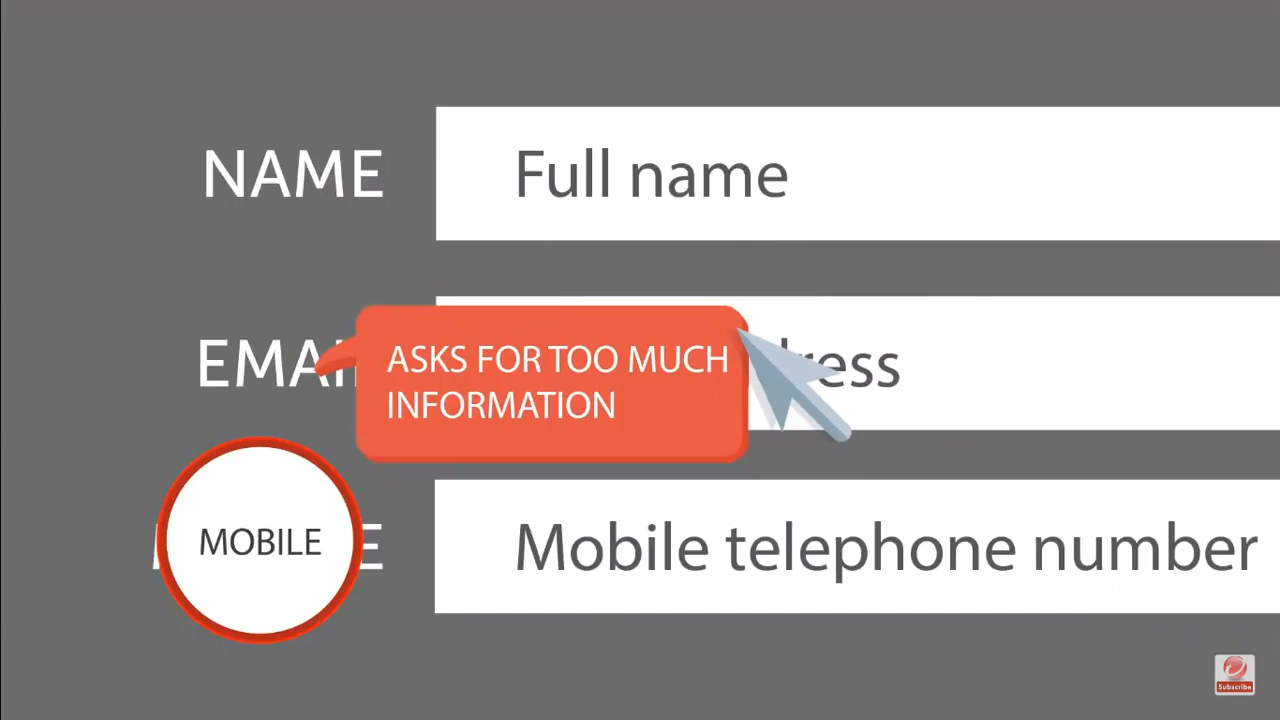 NAME Full name
ASKS FOR TOO MUCH
INFORMATION
MOBILE Mobile telephone number
Subscribe